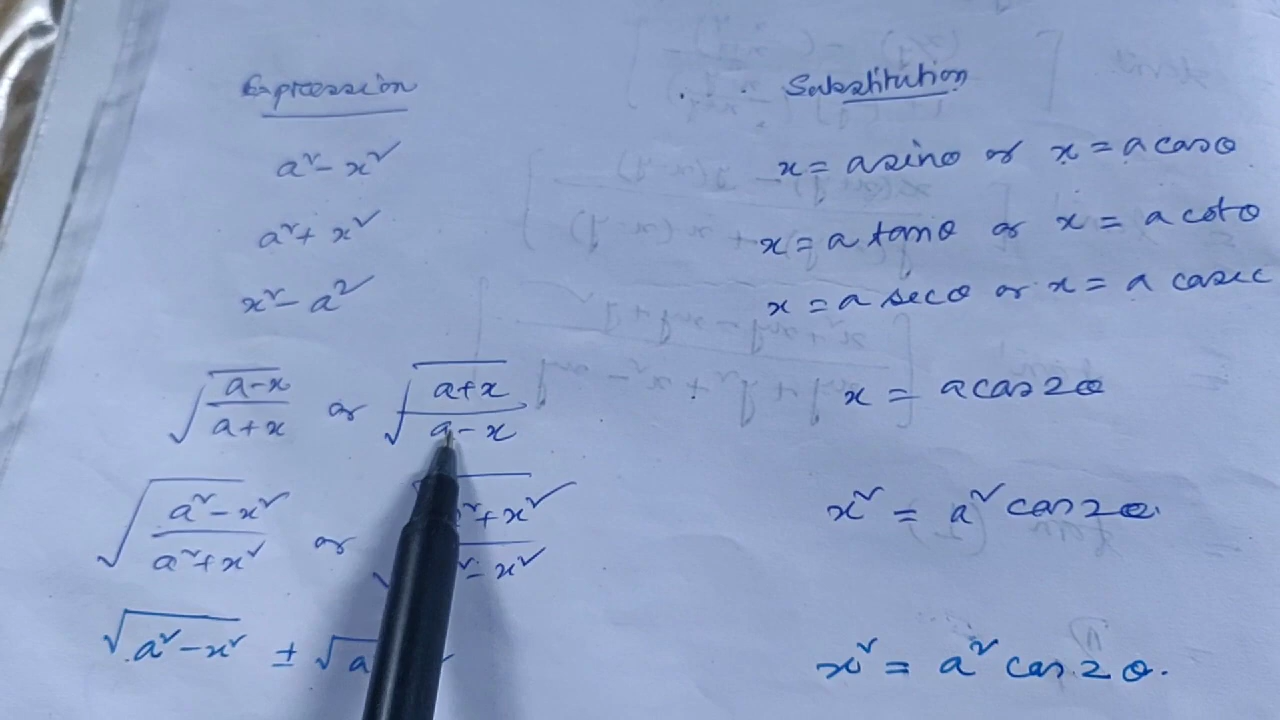 Expression Substitution
a² - x² x = a sinθ or x = a cosθ
a² + x² x = a tanθ or x = a cotθ
x² - a² x = a secθ or x = a cosec
√((a-x)/(a+x)) or √((a+x)/(a-x)) x = a cos2θ
√((a²-x²)/(a²+x²)) or x² = a² cos2θ.
√(a²-x²) ± √a x² = a² cos2θ.